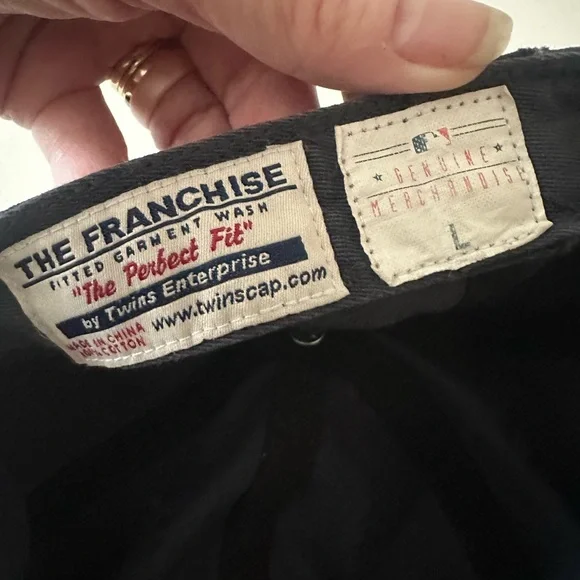 THE FRANCHISE
FITTED GARMENT WASH
"The Perfect Fit"
by Twins Enterprise
www.twinscap.com
MADE IN CHINA
COTTON
GENUINE
MERCHANDISE
L